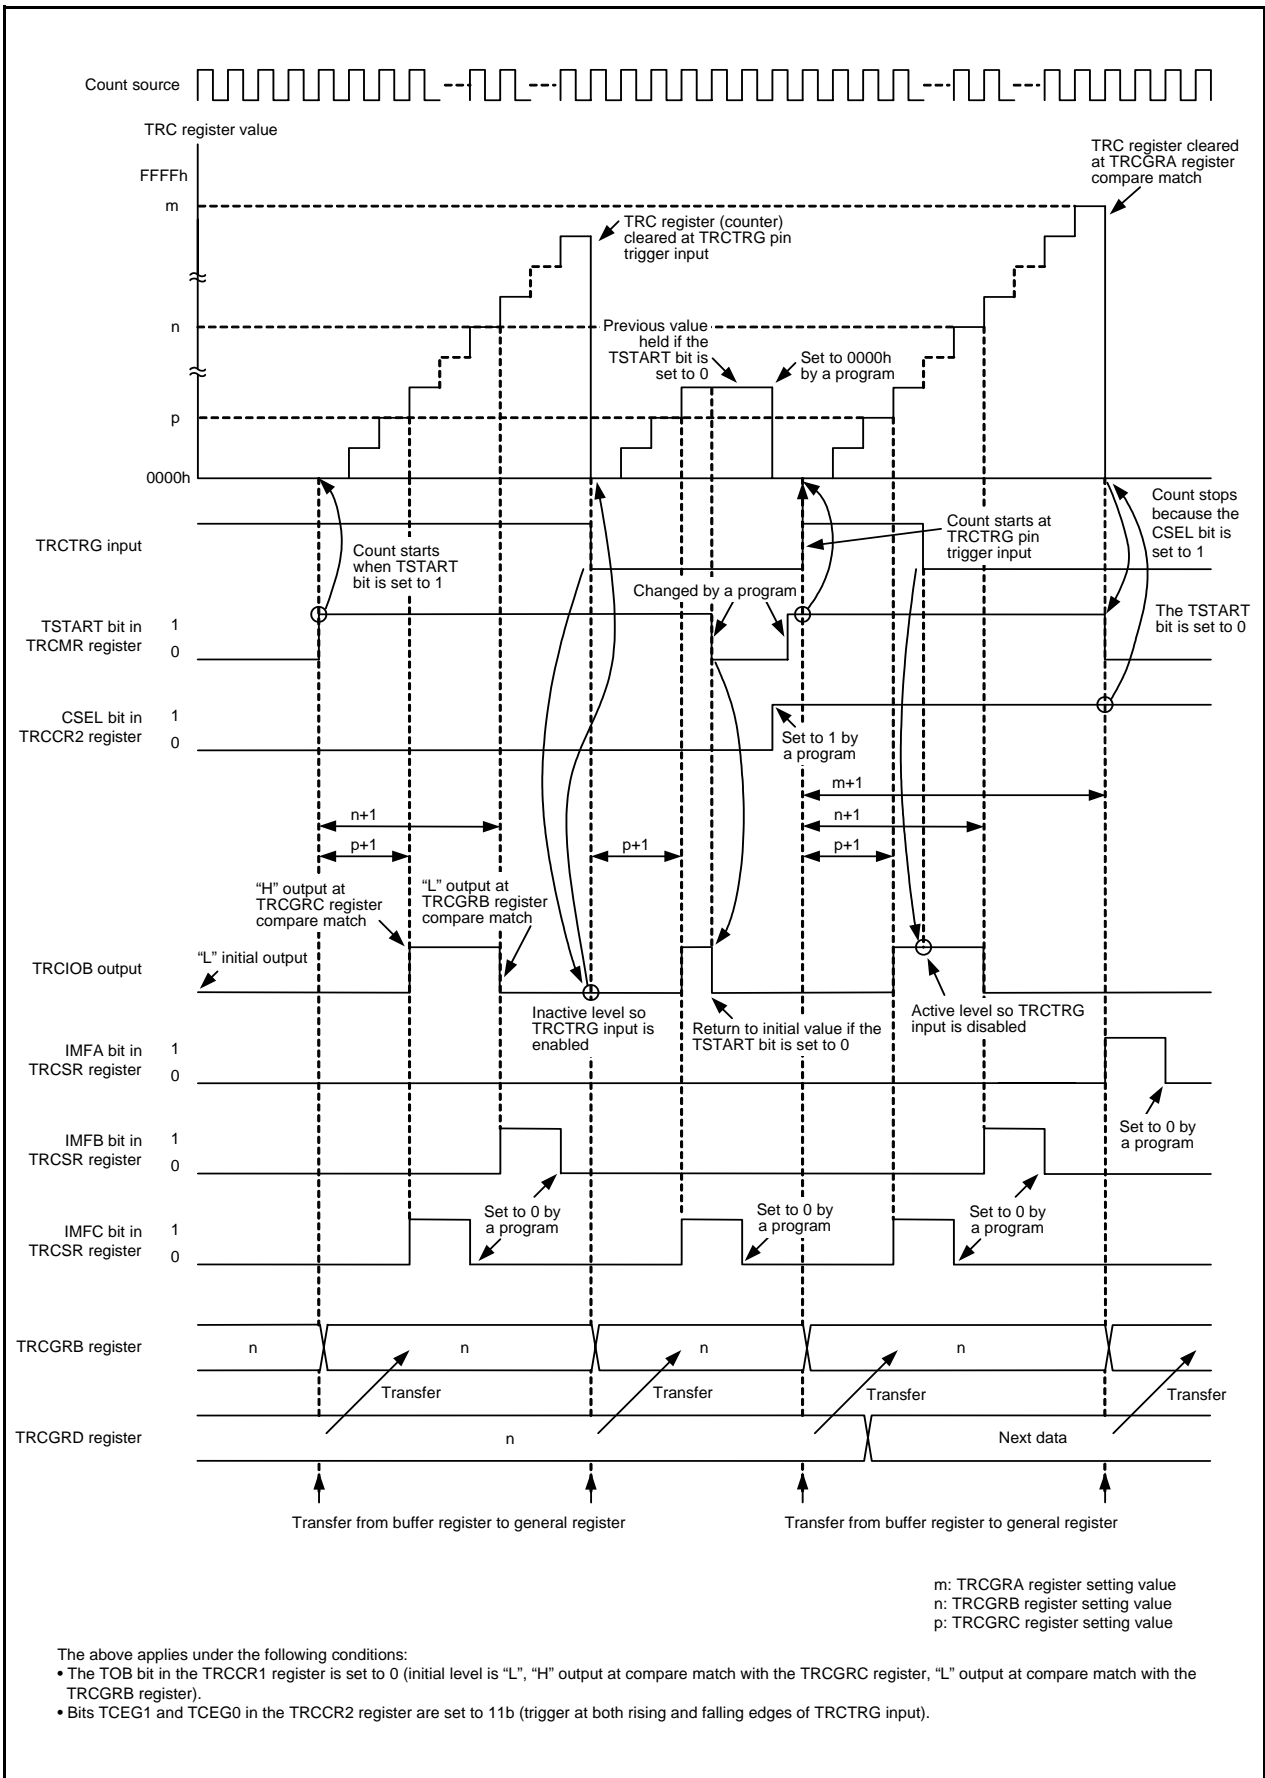 Count source
TRC register value
FFFFh
m
TRC register cleared
at TRCGRA register
compare match
TRC register (counter)
cleared at TRCTRG pin
trigger input
n
Previous value
held if the
TSTART bit is
set to 0
Set to 0000h
by a program
p
0000h
TRCTRG input
Count starts
when TSTART
bit is set to 1
Count starts at
TRCTRG pin
trigger input
Count stops
because the
CSEL bit is
set to 1
Changed by a program
TSTART bit in
TRCMR register
1
0
The TSTART
bit is set to 0
CSEL bit in
TRCCR2 register
1
0
Set to 1 by
a program
m+1
n+1
n+1
p+1
p+1
p+1
“H” output at
TRCGRC register
compare match
“L” output at
TRCGRB register
compare match
TRCIOB output
“L” initial output
Inactive level so
TRCTRG input is
enabled
Return to initial value if the
TSTART bit is set to 0
Active level so TRCTRG
input is disabled
IMFA bit in
TRCSR register
1
0
Set to 0 by
a program
IMFB bit in
TRCSR register
1
0
Set to 0 by
a program
Set to 0 by
a program
Set to 0 by
a program
IMFC bit in
TRCSR register
1
0
TRCGRB register
n
n
n
n
Transfer
Transfer
Transfer
Transfer
TRCGRD register
n
Next data
Transfer from buffer register to general register
Transfer from buffer register to general register
m: TRCGRA register setting value
n: TRCGRB register setting value
p: TRCGRC register setting value
The above applies under the following conditions:
• The TOB bit in the TRCCR1 register is set to 0 (initial level is “L”, “H” output at compare match with the TRCGRC register, “L” output at compare match with the
TRCGRB register).
• Bits TCEG1 and TCEG0 in the TRCCR2 register are set to 11b (trigger at both rising and falling edges of TRCTRG input).